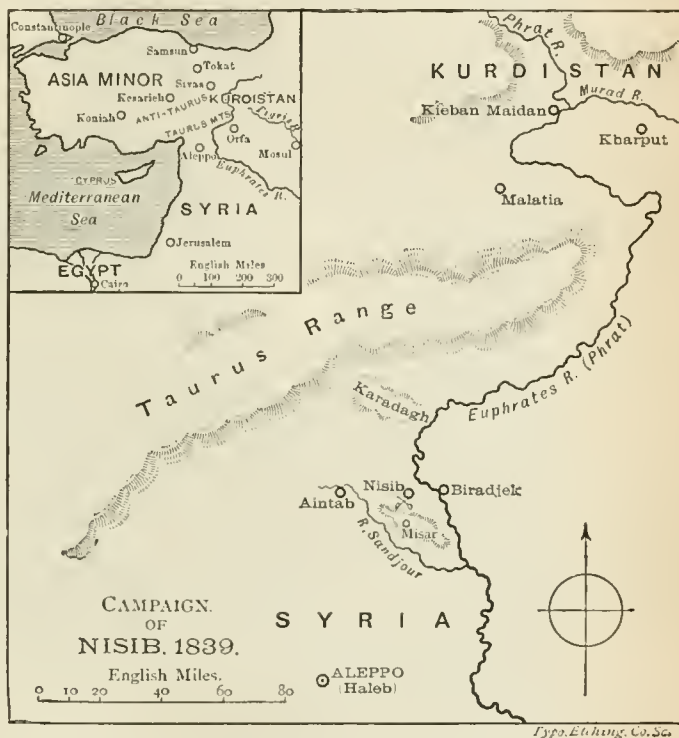 Black Sea
Constantinople
Samsun
Tokat
ASIA MINOR
Sivas
Kesarieh
KURDISTAN
Koniah
ANTI-TAURUS
TAURUS MTS.
Tigris R.
Orfa
Mosul
Aleppo
Euphrates R.
CYPRUS
Mediterranean
Sea
SYRIA
Jerusalem
EGYPT
Cairo
English Miles
0 100 200 300
Phrat R.
KURDISTAN
Murad R.
Kieban Maidan
Kharput
Malatia
Taurus Range
Euphrates R. (Phrat)
Karadagh
Aintab
Nisib
Biradjek
Misar
R. Sandjour
SYRIA
CAMPAIGN.
OF
NISIB. 1839.
English Miles.
0 10 20 40 60 80
ALEPPO
(Haleb)
Typo. Etching. Co. Sc.